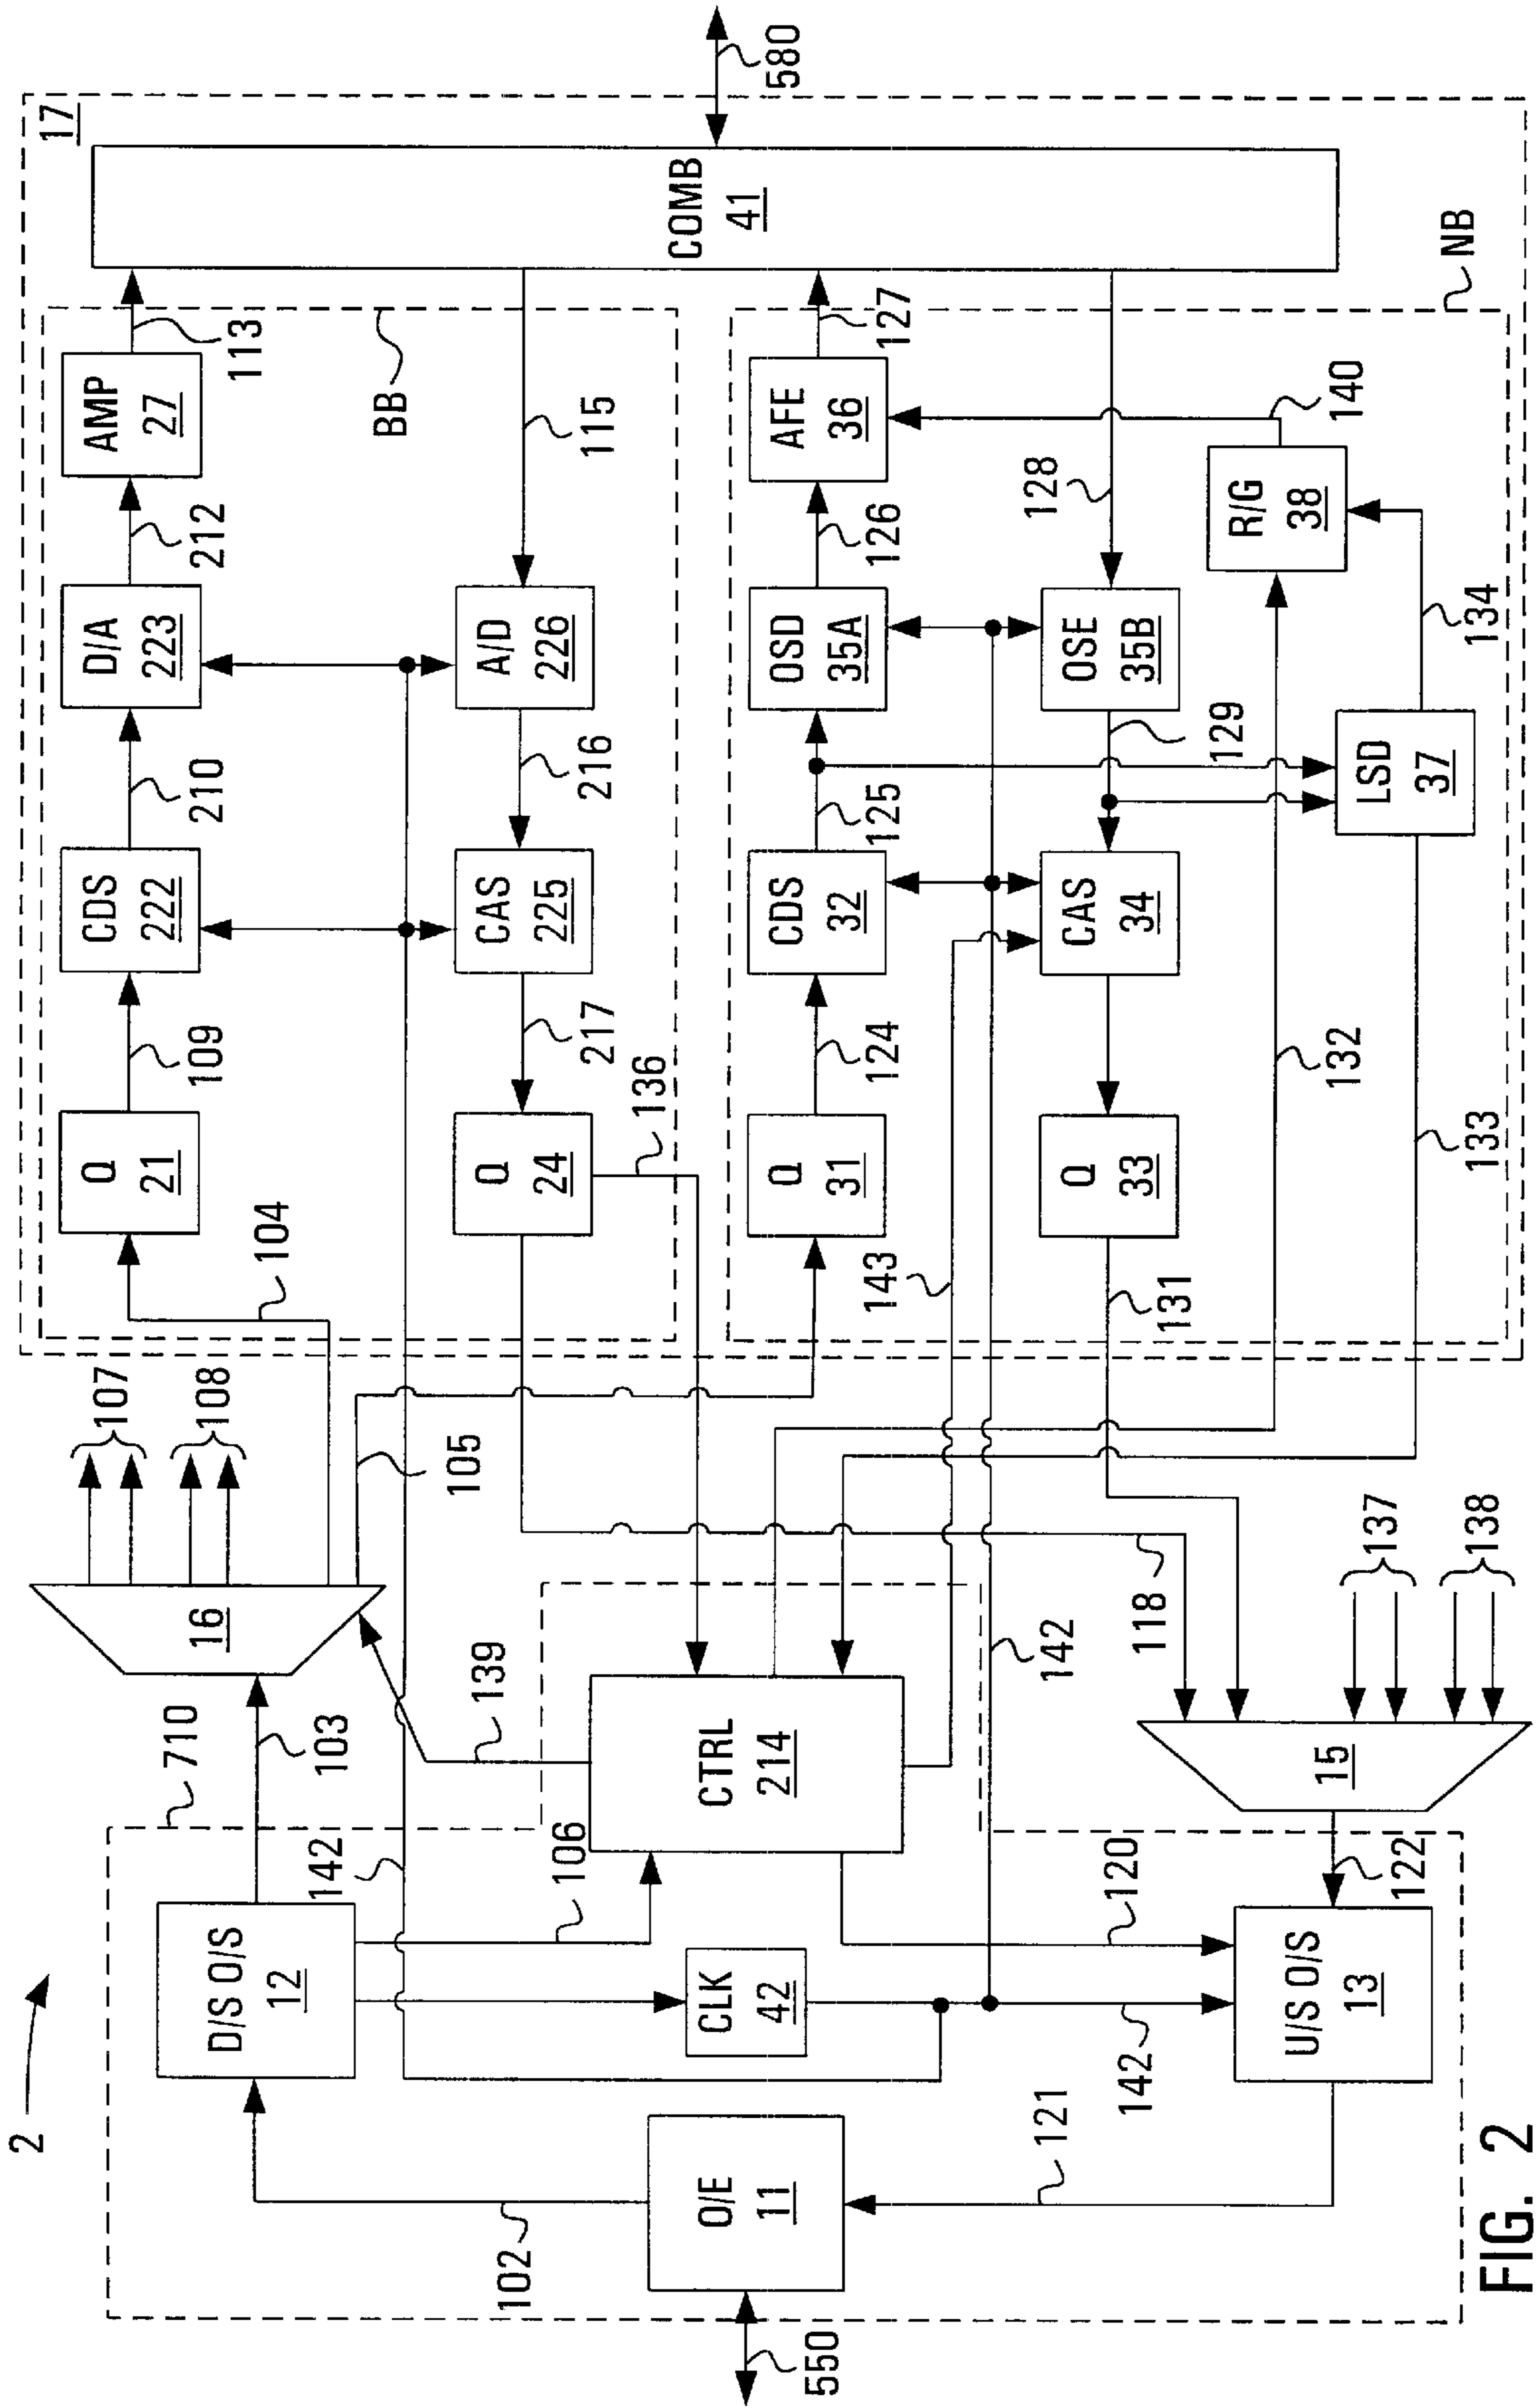 2
710
550
O/E
11
102
D/S O/S
12
103
142
106
CLK
42
142
121
U/S O/S
13
120
122
CTRL
214
139
142
118
16
15
107
108
105
104
137
138
17
BB
Q
21
109
CDS
222
210
D/A
223
212
AMP
27
113
115
A/D
226
216
CAS
225
217
Q
24
136
NB
Q
31
124
CDS
32
125
OSD
35A
126
AFE
36
127
128
OSE
35B
129
CAS
34
143
Q
33
131
132
133
LSD
37
134
R/G
38
140
COMB
41
580
FIG. 2